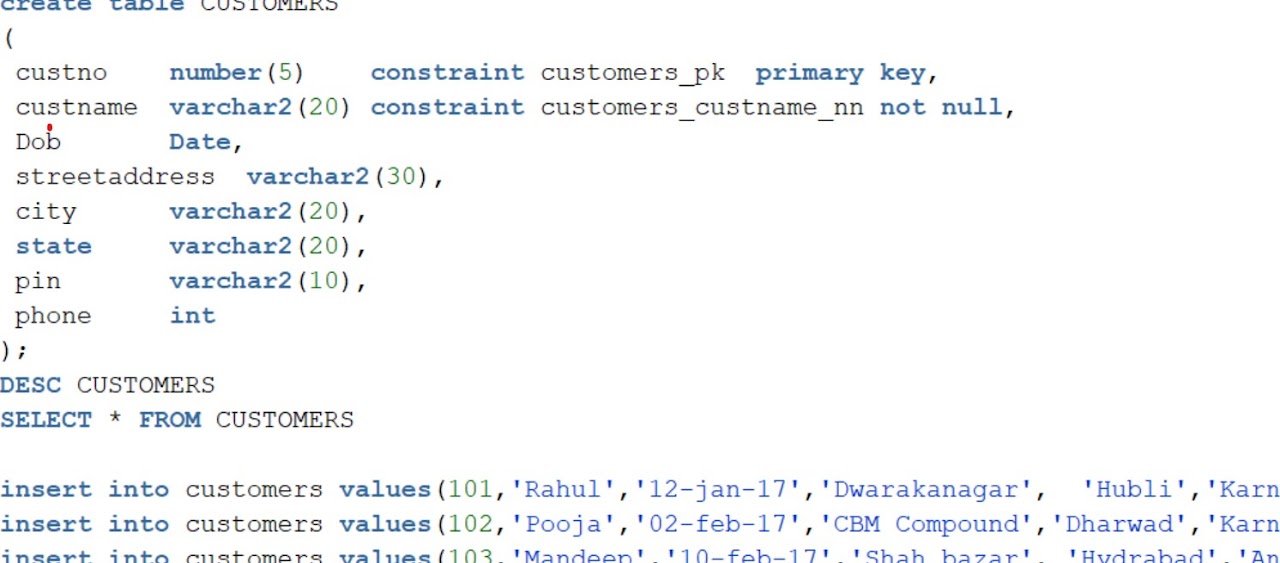 create table CUSTOMERS
(
custno number(5) constraint customers_pk primary key,
custname varchar2(20) constraint customers_custname_nn not null,
Dob Date,
streetaddress varchar2(30),
city varchar2(20),
state varchar2(20),
pin varchar2(10),
phone int
);
DESC CUSTOMERS
SELECT * FROM CUSTOMERS
insert into customers values(101,'Rahul','12-jan-17','Dwarakanagar', 'Hubli','Karn
insert into customers values(102,'Pooja','02-feb-17','CBM Compound','Dharwad','Karn
insert into customers values(103,'Mandeep','10-feb-17','Shah bazar', 'Hydrabad','An